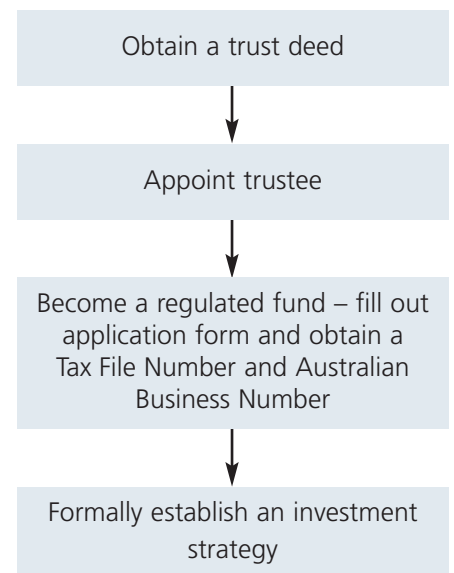 Obtain a trust deed
Appoint trustee
Become a regulated fund – fill out
application form and obtain a
Tax File Number and Australian
Business Number
Formally establish an investment
strategy